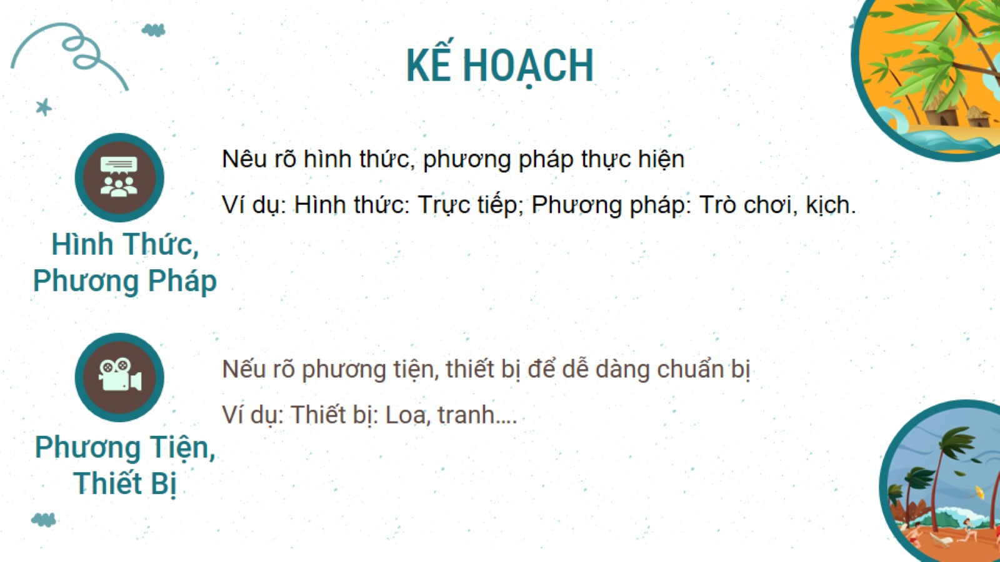 KẾ HOẠCH
Nêu rõ hình thức, phương pháp thực hiện
Ví dụ: Hình thức: Trực tiếp; Phương pháp: Trò chơi, kịch.
Hình Thức,
Phương Pháp
Nếu rõ phương tiện, thiết bị để dễ dàng chuẩn bị
Ví dụ: Thiết bị: Loa, tranh....
Phương Tiện,
Thiết Bị